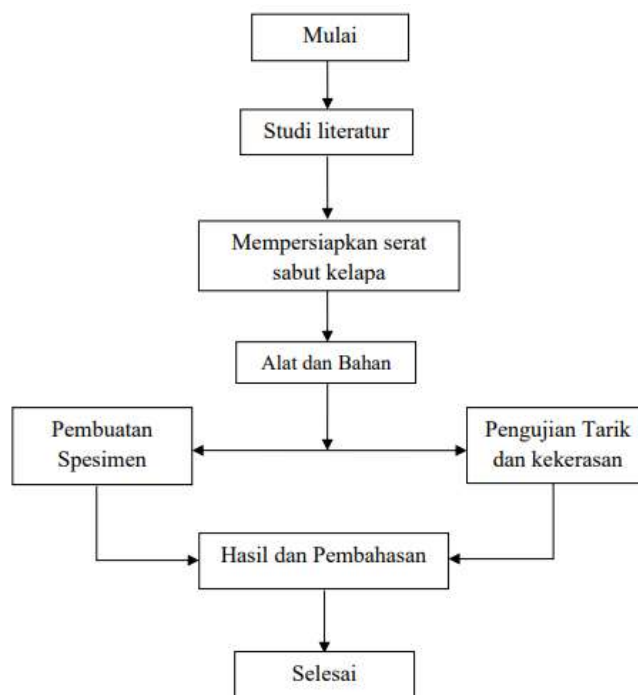 Mulai
Studi literatur
Mempersiapkan serat
sabut kelapa
Alat dan Bahan
Pembuatan
Spesimen
Pengujian Tarik
dan kekerasan
Hasil dan Pembahasan
Selesai